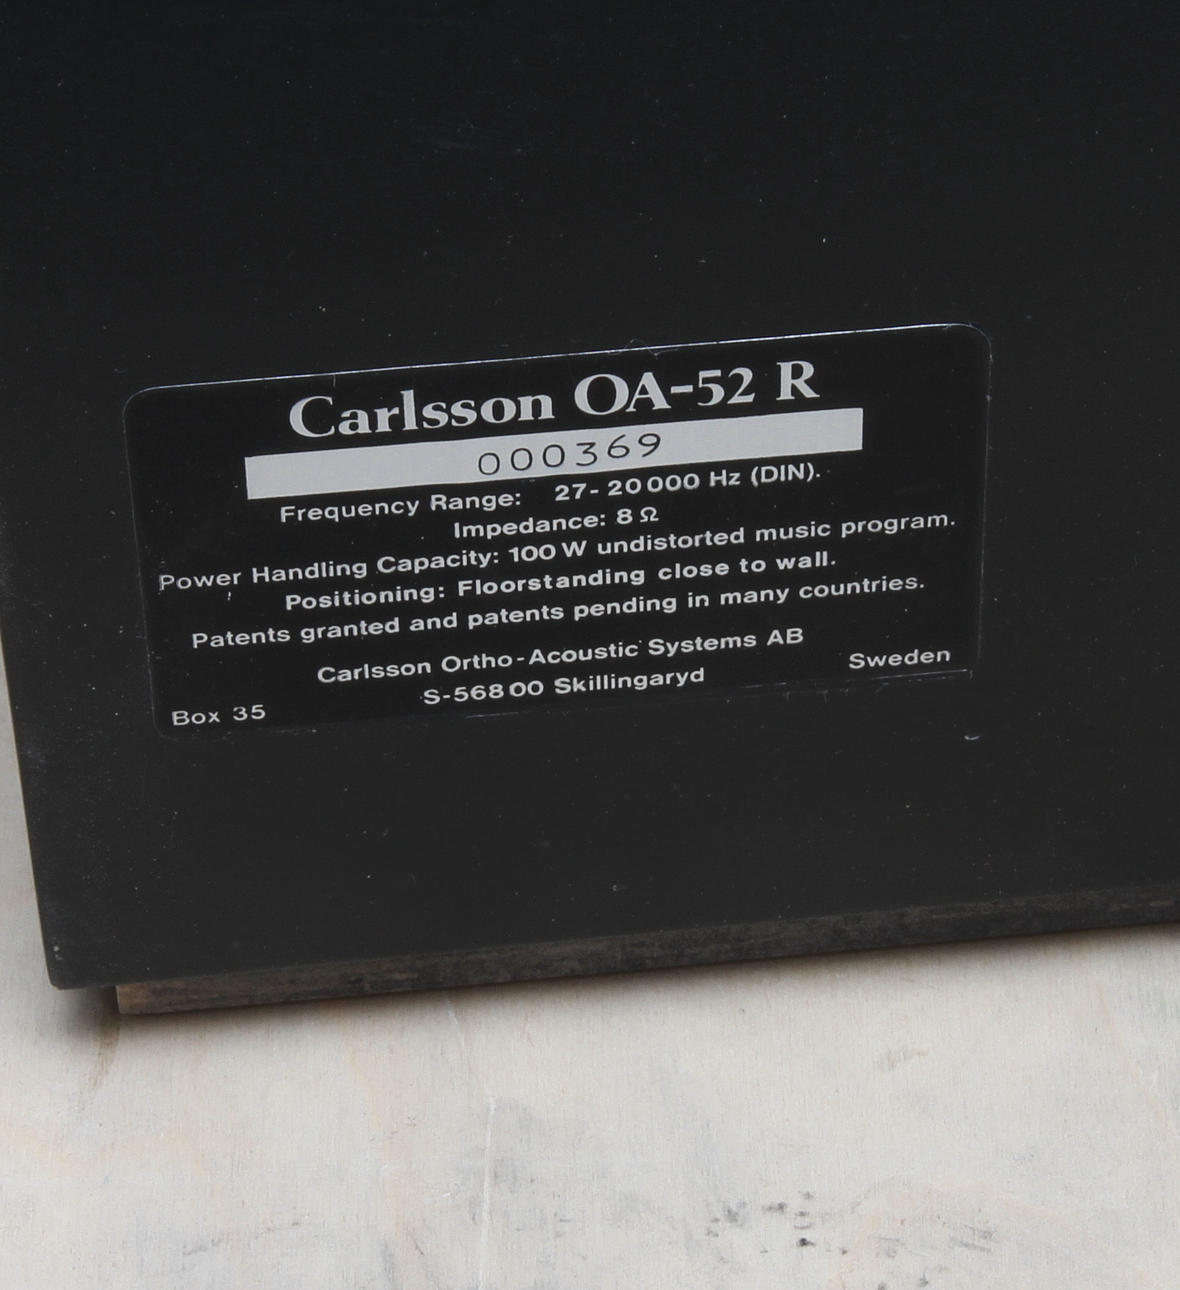 Carlsson OA-52 R
000369
Frequency Range: 27-20 000 Hz (DIN).
Impedance: 8 Ω
Power Handling Capacity: 100 W undistorted music program.
Positioning: Floorstanding close to wall.
Patents granted and patents pending in many countries.
Carlsson Ortho-Acoustic Systems AB
Box 35 S-568 00 Skillingaryd Sweden